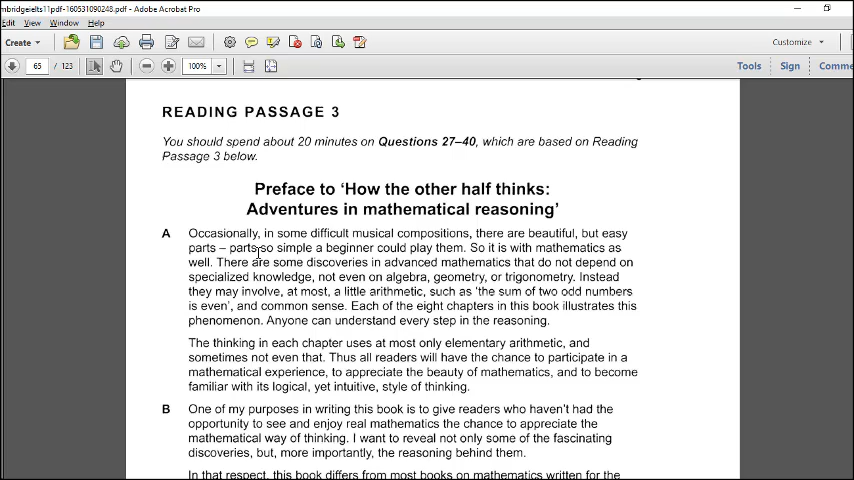 mbridgeielts11pdf-160531090248.pdf - Adobe Acrobat Pro
Edit View Window Help
Create Customize
65 / 123 100% Tools Sign Comme
READING PASSAGE 3
You should spend about 20 minutes on Questions 27–40, which are based on Reading
Passage 3 below.
Preface to ‘How the other half thinks:
Adventures in mathematical reasoning’
A Occasionally, in some difficult musical compositions, there are beautiful, but easy
parts – parts so simple a beginner could play them. So it is with mathematics as
well. There are some discoveries in advanced mathematics that do not depend on
specialized knowledge, not even on algebra, geometry, or trigonometry. Instead
they may involve, at most, a little arithmetic, such as ‘the sum of two odd numbers
is even’, and common sense. Each of the eight chapters in this book illustrates this
phenomenon. Anyone can understand every step in the reasoning.
The thinking in each chapter uses at most only elementary arithmetic, and
sometimes not even that. Thus all readers will have the chance to participate in a
mathematical experience, to appreciate the beauty of mathematics, and to become
familiar with its logical, yet intuitive, style of thinking.
B One of my purposes in writing this book is to give readers who haven’t had the
opportunity to see and enjoy real mathematics the chance to appreciate the
mathematical way of thinking. I want to reveal not only some of the fascinating
discoveries, but, more importantly, the reasoning behind them.
In that respect, this book differs from most books on mathematics written for the